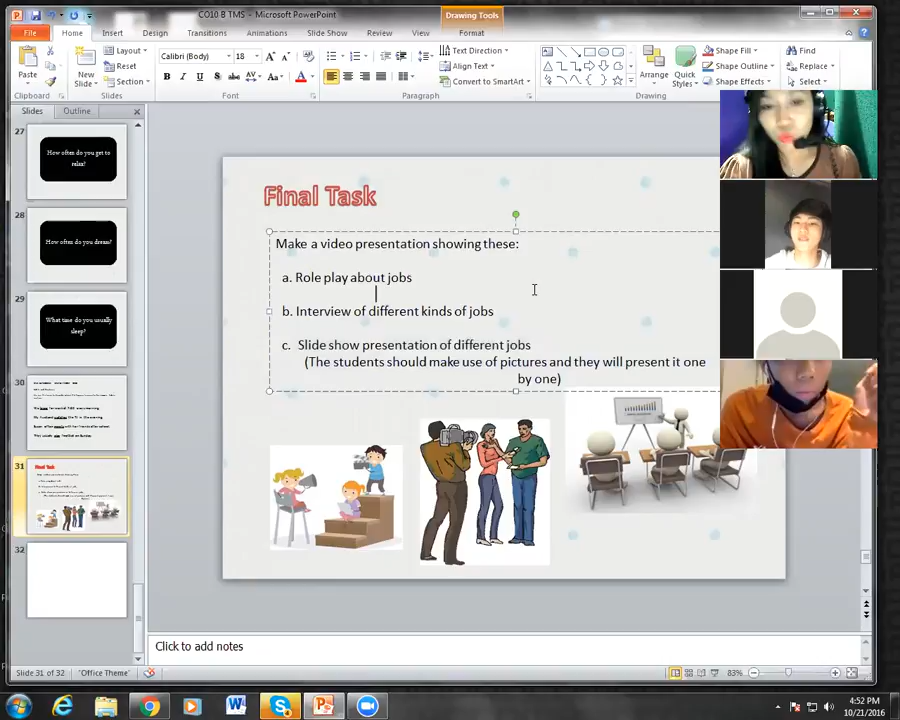 CO10 B TMS - Microsoft PowerPoint
Drawing Tools
File
Home
Insert
Design
Transitions
Animations
Slide Show
Review
View
Format
Paste
Clipboard
New
Slide
Layout
Reset
Section
Slides
Calibri (Body)
18
Font
Text Direction
Align Text
Convert to SmartArt
Paragraph
Arrange
Quick
Styles
Shape Fill
Shape Outline
Shape Effects
Drawing
Find
Replace
Select
Slides
Outline
27
How often do you get to
relax?
28
How often do you dream?
29
What time do you usually
sleep?
30
31
Final Task
32
Final Task
Make a video presentation showing these:
a. Role play about jobs
b. Interview of different kinds of jobs
c. Slide show presentation of different jobs
(The students should make use of pictures and they will present it one
by one)
Click to add notes
Slide 31 of 32
"Office Theme"
83%
4:52 PM
10/21/2016